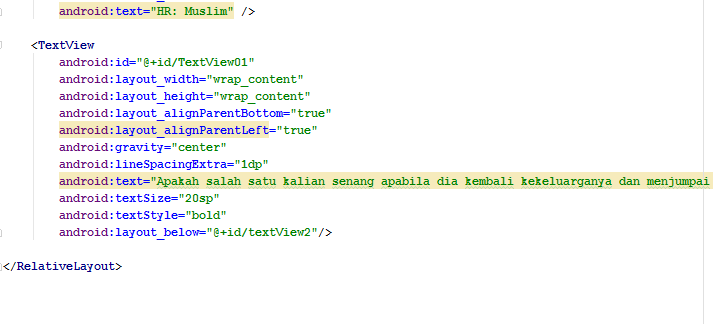 android:text="HR: Muslim" />
<TextView
android:id="@+id/TextView01"
android:layout_width="wrap_content"
android:layout_height="wrap_content"
android:layout_alignParentBottom="true"
android:layout_alignParentLeft="true"
android:gravity="center"
android:lineSpacingExtra="1dp"
android:text="Apakah salah satu kalian senang apabila dia kembali kekeluarganya dan menjumpai
android:textSize="20sp"
android:textStyle="bold"
android:layout_below="@+id/textView2"/>
</RelativeLayout>